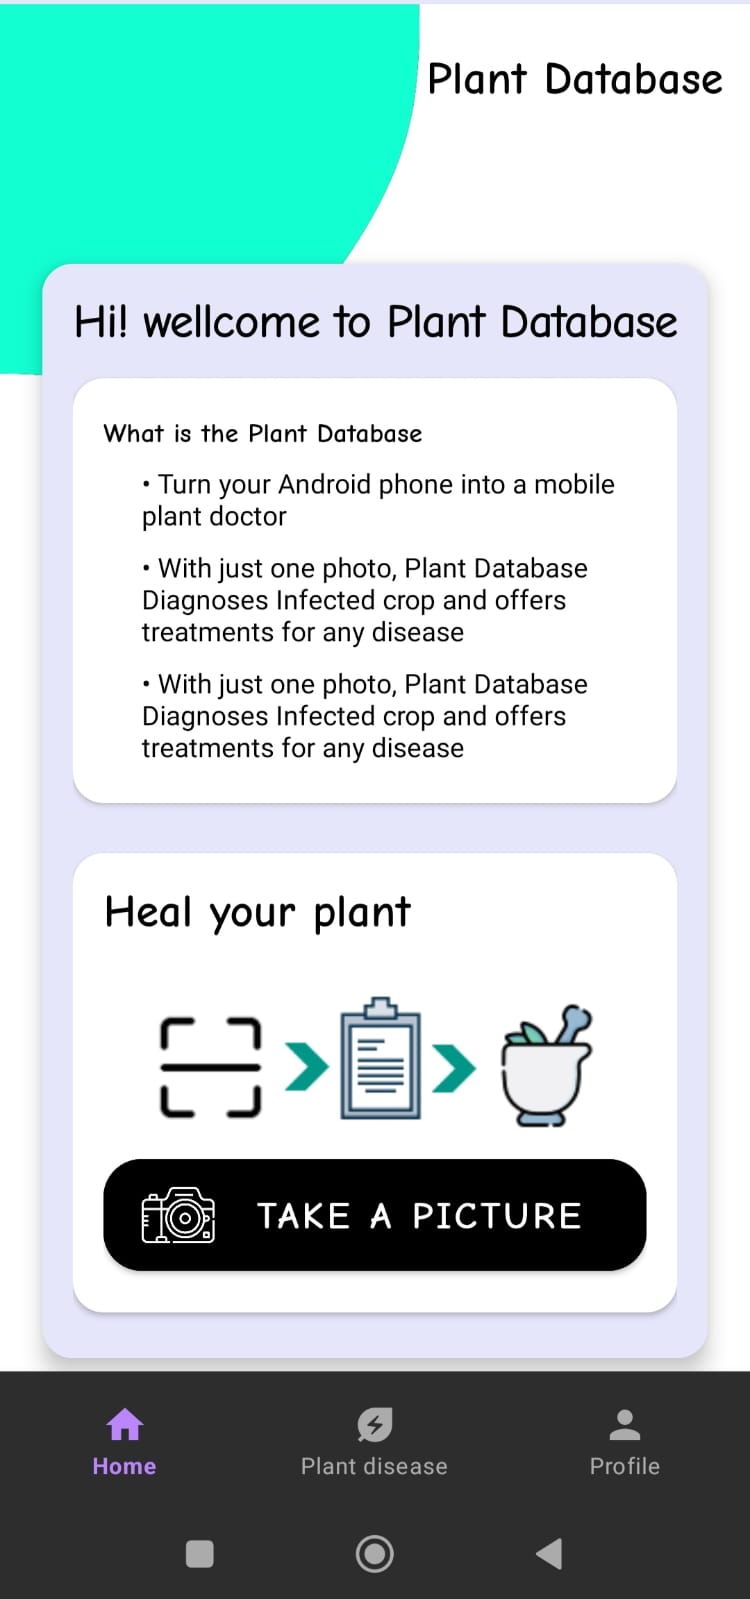 Plant Database
Hi! wellcome to Plant Database
What is the Plant Database
• Turn your Android phone into a mobile
plant doctor
• With just one photo, Plant Database
Diagnoses Infected crop and offers
treatments for any disease
• With just one photo, Plant Database
Diagnoses Infected crop and offers
treatments for any disease
Heal your plant
TAKE A PICTURE
Home
Plant disease
Profile